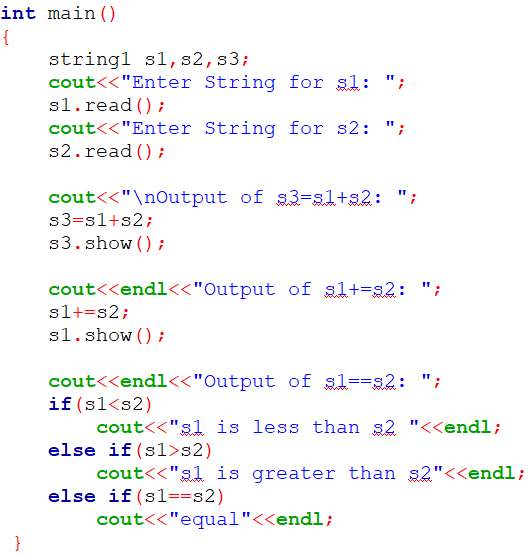 int main()
{
    string1 s1,s2,s3;
    cout<<"Enter String for s1: ";
    s1.read();
    cout<<"Enter String for s2: ";
    s2.read();

    cout<<"\nOutput of s3=s1+s2: ";
    s3=s1+s2;
    s3.show();

    cout<<endl<<"Output of s1+=s2: ";
    s1+=s2;
    s1.show();

    cout<<endl<<"Output of s1==s2: ";
    if(s1<s2)
        cout<<"s1 is less than s2 "<<endl;
    else if(s1>s2)
        cout<<"s1 is greater than s2"<<endl;
    else if(s1==s2)
        cout<<"equal"<<endl;
}